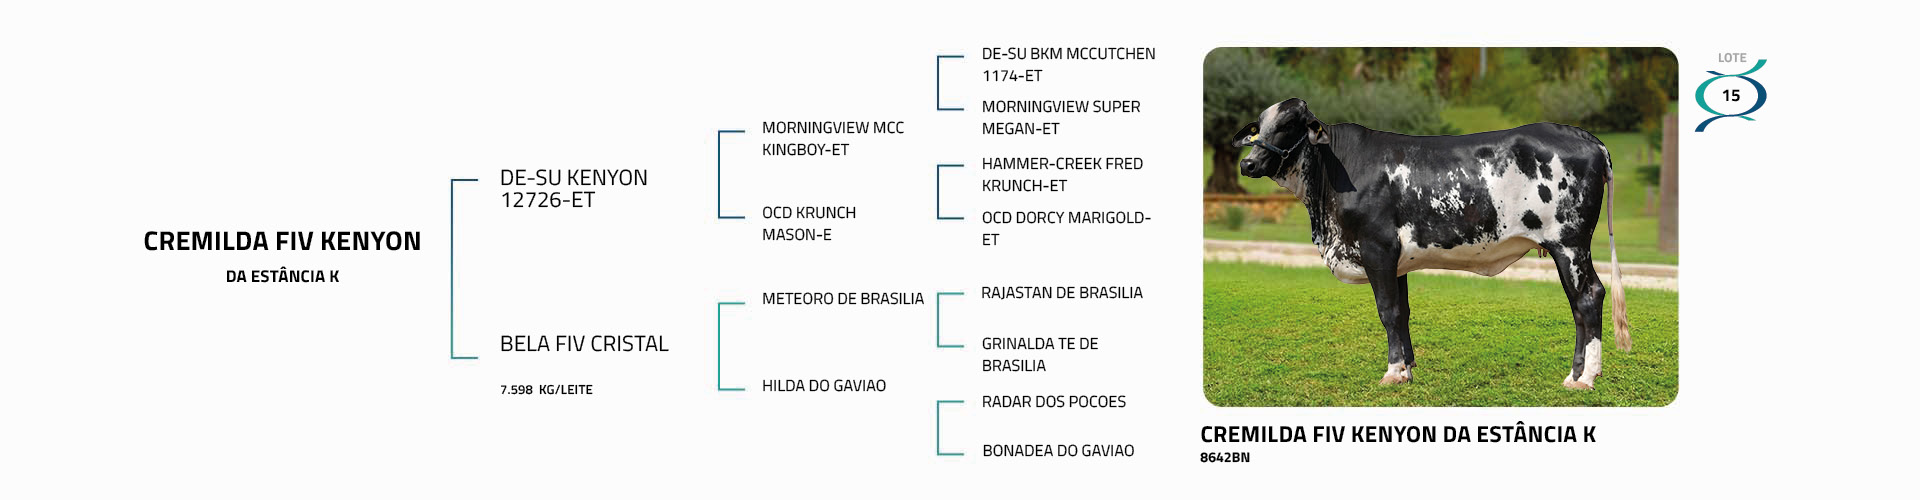 CREMILDA FIV KENYON
DA ESTÂNCIA K
DE-SU KENYON
12726-ET
BELA FIV CRISTAL
7.598 KG/LEITE
MORNINGVIEW MCC
KINGBOY-ET
OCD KRUNCH
MASON-E
METEORO DE BRASILIA
HILDA DO GAVIAO
DE-SU BKM MCCUTCHEN
1174-ET
MORNINGVIEW SUPER
MEGAN-ET
HAMMER-CREEK FRED
KRUNCH-ET
OCD DORCY MARIGOLD-
ET
RAJASTAN DE BRASILIA
GRINALDA TE DE
BRASILIA
RADAR DOS POCOES
BONADEA DO GAVIAO
LOTE
15
CREMILDA FIV KENYON DA ESTÂNCIA K
8642BN